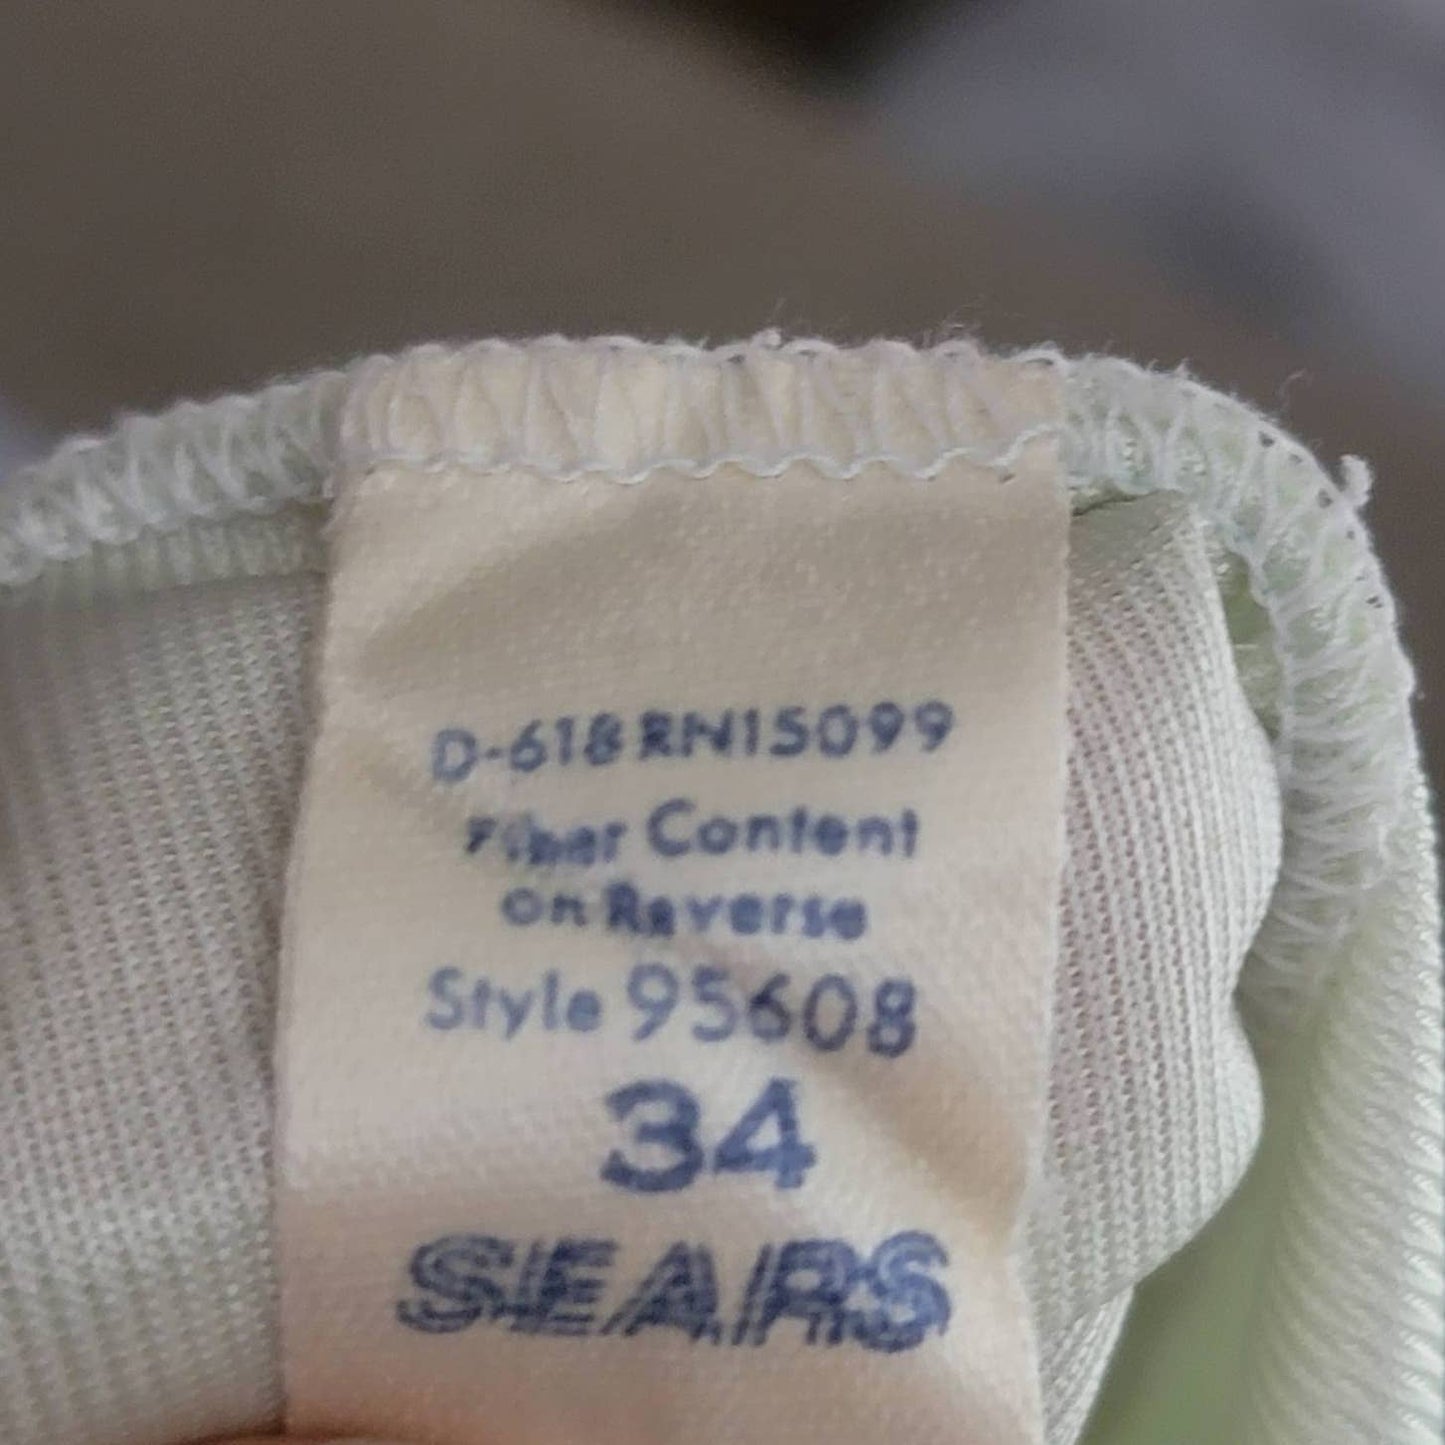 D-618 RN15099
Fiber Content
on Reverse
Style 95608
34
SEARS